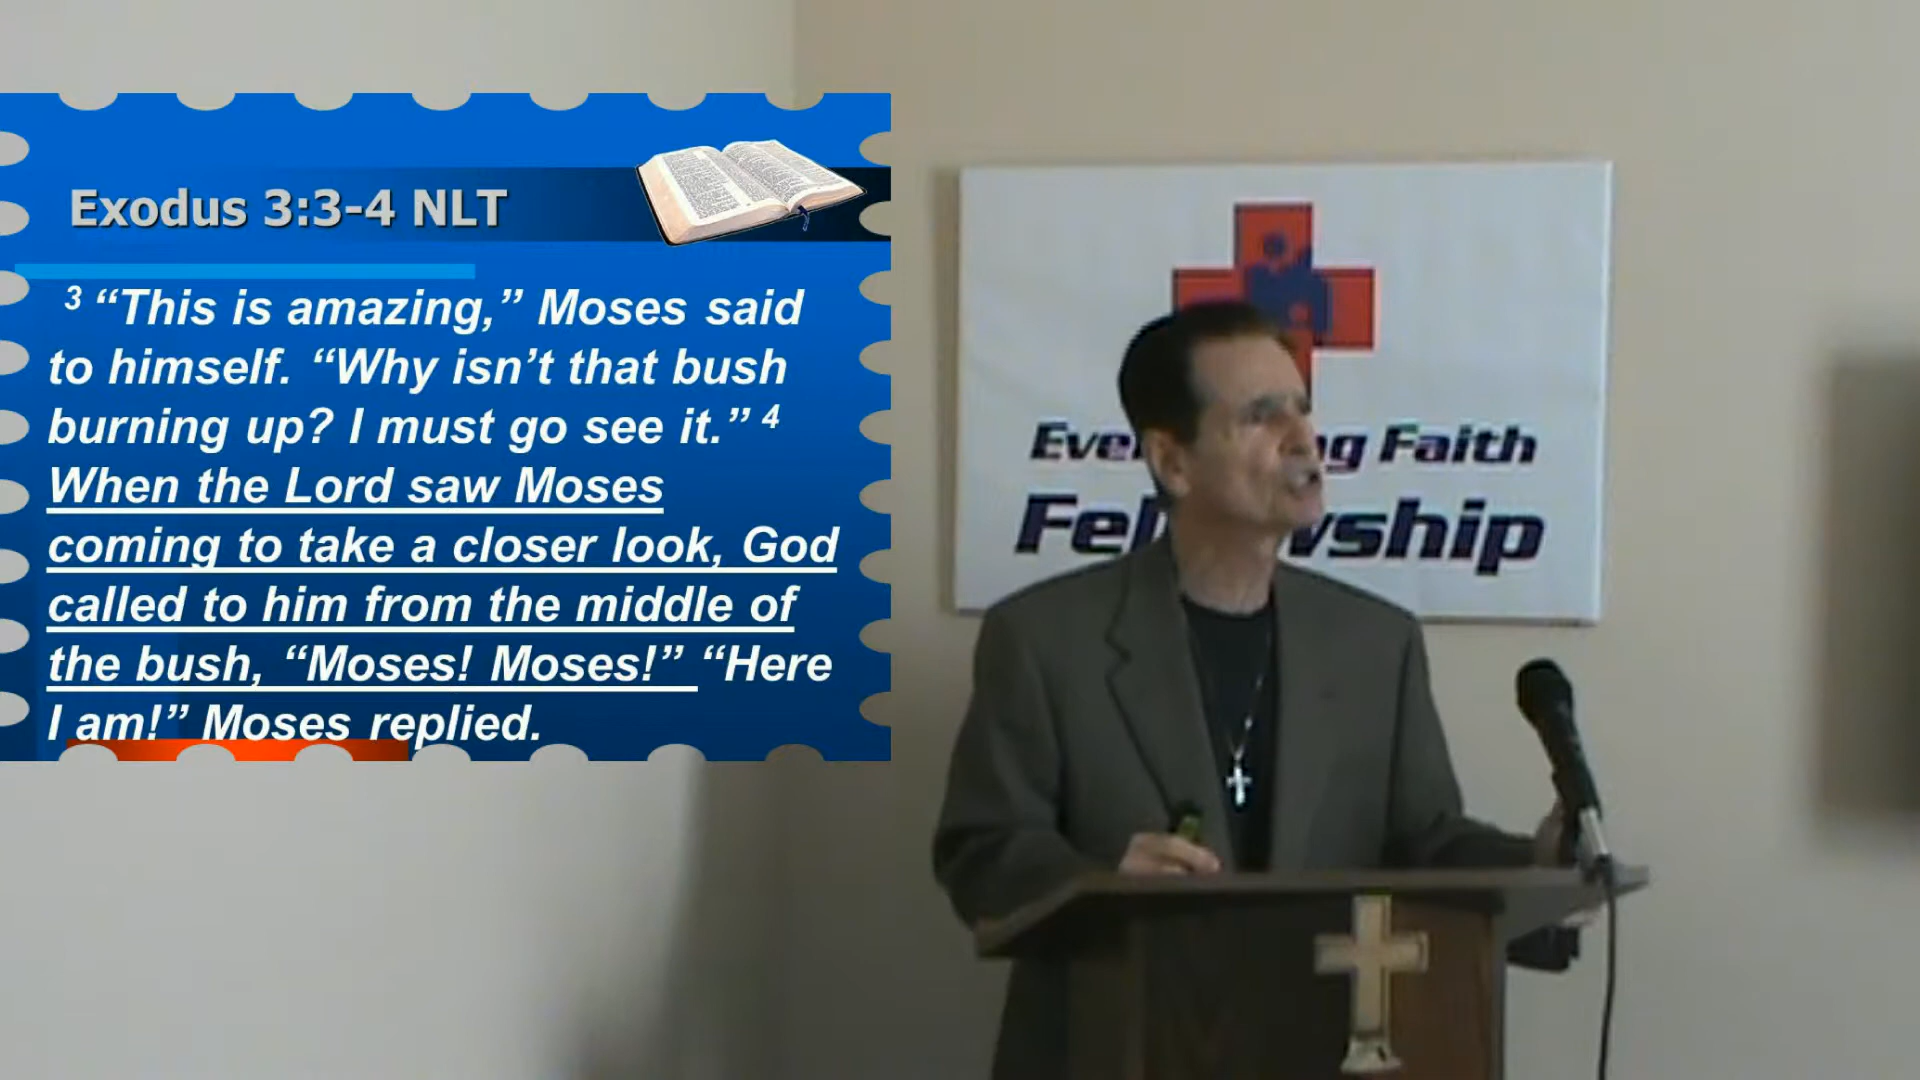 Exodus 3:3-4 NLT
3 “This is amazing,” Moses said
to himself. “Why isn’t that bush
burning up? I must go see it.” 4
When the Lord saw Moses
coming to take a closer look, God
called to him from the middle of
the bush, “Moses! Moses!” “Here
I am!” Moses replied.
Faith